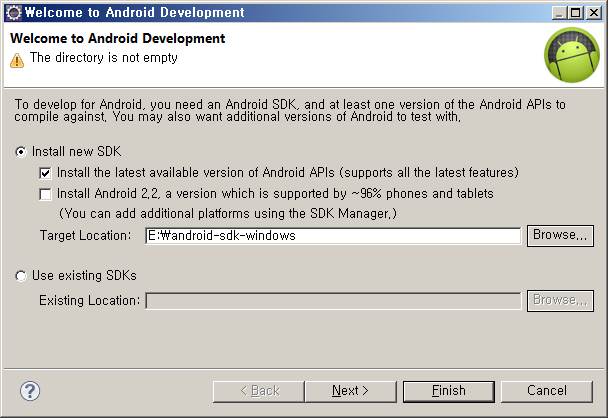 Welcome to Android Development
Welcome to Android Development
The directory is not empty
To develop for Android, you need an Android SDK, and at least one version of the Android APIs to
compile against. You may also want additional versions of Android to test with.
Install new SDK
Install the latest available version of Android APIs (supports all the latest features)
Install Android 2.2, a version which is supported by ~96% phones and tablets
(You can add additional platforms using the SDK Manager.)
Target Location: E:₩android-sdk-windows Browse...
Use existing SDKs
Existing Location: Browse...
? < Back Next > Finish Cancel